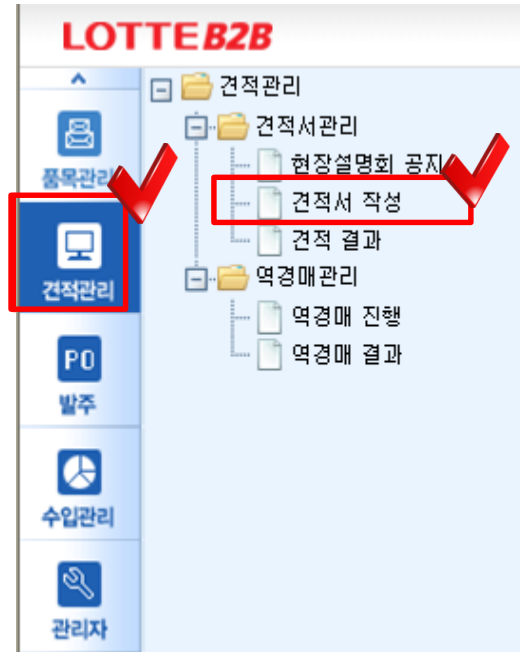 LOTTE B2B
품목관리
견적관리
PO
발주
수입관리
관리자
견적관리
견적서관리
현장설명회 공지
견적서 작성
견적 결과
역경매관리
역경매 진행
역경매 결과